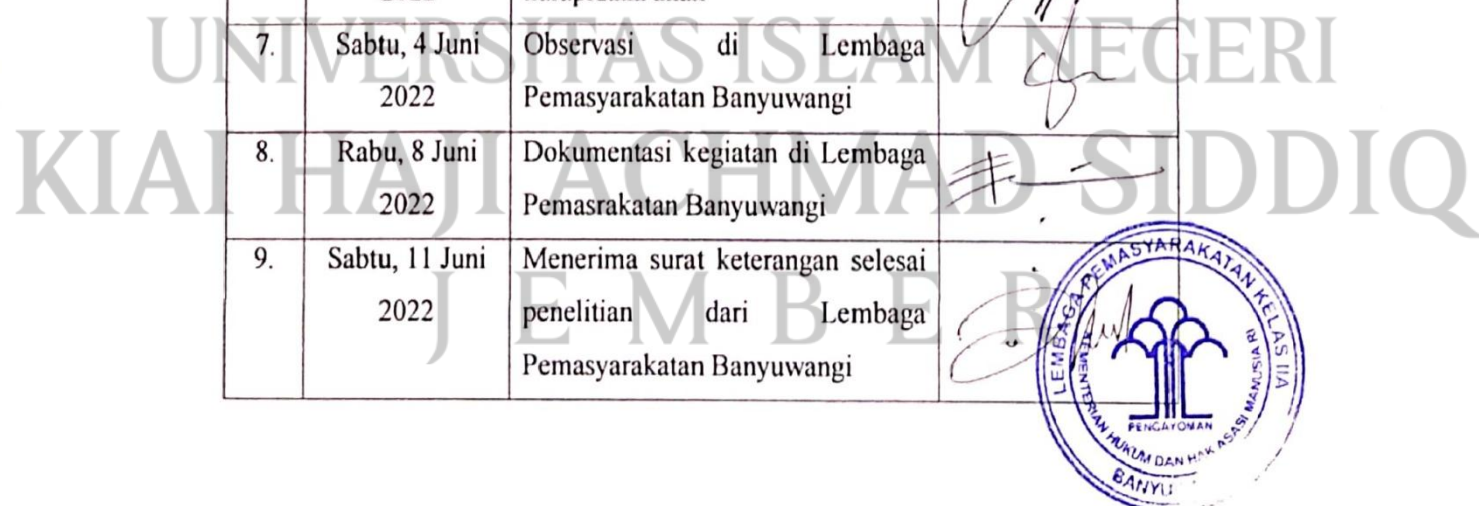 UNIVERSITAS ISLAM NEGERI
KIAI HAJI ACHMAD SIDDIQ
JEMBER
7. Sabtu, 4 Juni Observasi di Lembaga
2022 Pemasyarakatan Banyuwangi
8. Rabu, 8 Juni Dokumentasi kegiatan di Lembaga
2022 Pemasrakatan Banyuwangi
9. Sabtu, 11 Juni Menerima surat keterangan selesai
2022 penelitian dari Lembaga
Pemasyarakatan Banyuwangi
LEMBAGA PEMASYARAKATAN KELAS IIA
KEMENTERIAN HUKUM DAN HAK ASASI MANUSIA RI
PENGAYOMAN
BANYU